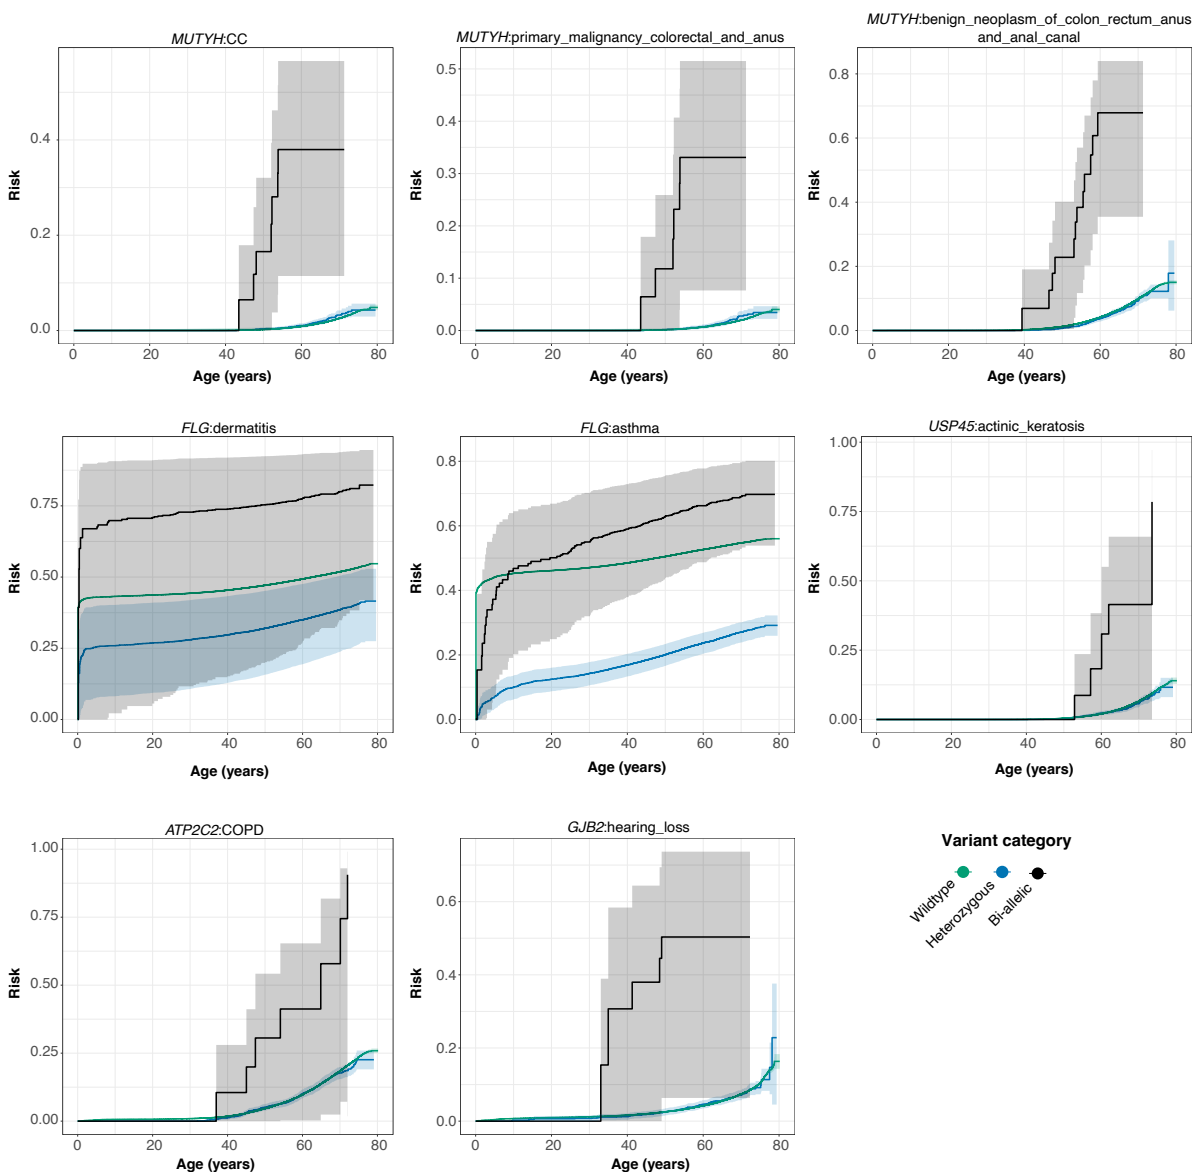 MUTYH:CC
Risk
0.4
0.2
0.0
0 20 40 60 80
Age (years)
MUTYH:primary_malignancy_colorectal_and_anus
Risk
0.5
0.4
0.3
0.2
0.1
0.0
0 20 40 60 80
Age (years)
MUTYH:benign_neoplasm_of_colon_rectum_anus
and_anal_canal
Risk
0.8
0.6
0.4
0.2
0.0
0 20 40 60 80
Age (years)
FLG:dermatitis
Risk
0.75
0.50
0.25
0.00
0 20 40 60 80
Age (years)
FLG:asthma
Risk
0.8
0.6
0.4
0.2
0.0
0 20 40 60 80
Age (years)
USP45:actinic_keratosis
Risk
1.00
0.75
0.50
0.25
0.00
0 20 40 60 80
Age (years)
ATP2C2:COPD
Risk
1.00
0.75
0.50
0.25
0.00
0 20 40 60 80
Age (years)
GJB2:hearing_loss
Risk
0.6
0.4
0.2
0.0
0 20 40 60 80
Age (years)
Variant category
Wildtype
Heterozygous
Bi-allelic